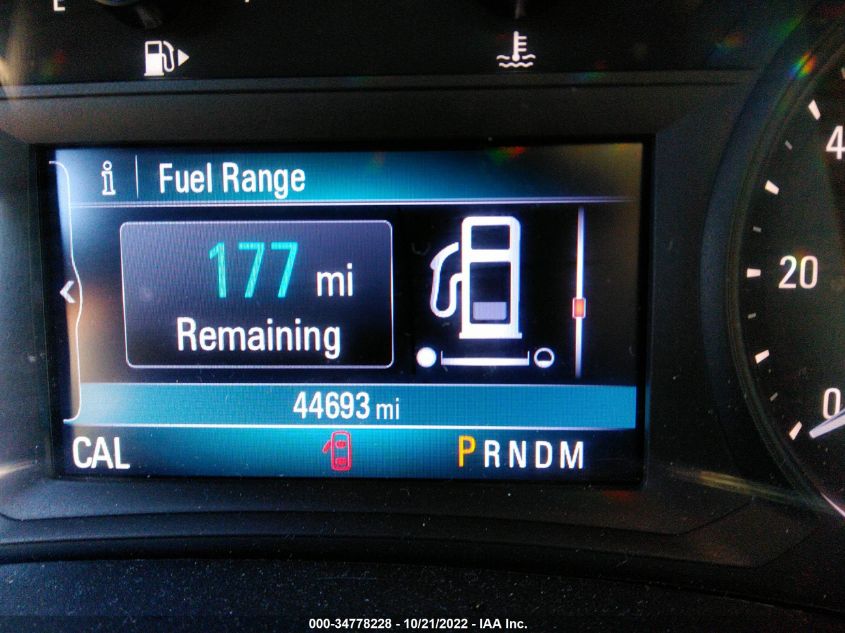 E
i Fuel Range
177 mi
Remaining
44693 mi
CAL
PRNDM
4
20
0
000-34778228 - 10/21/2022 - IAA Inc.